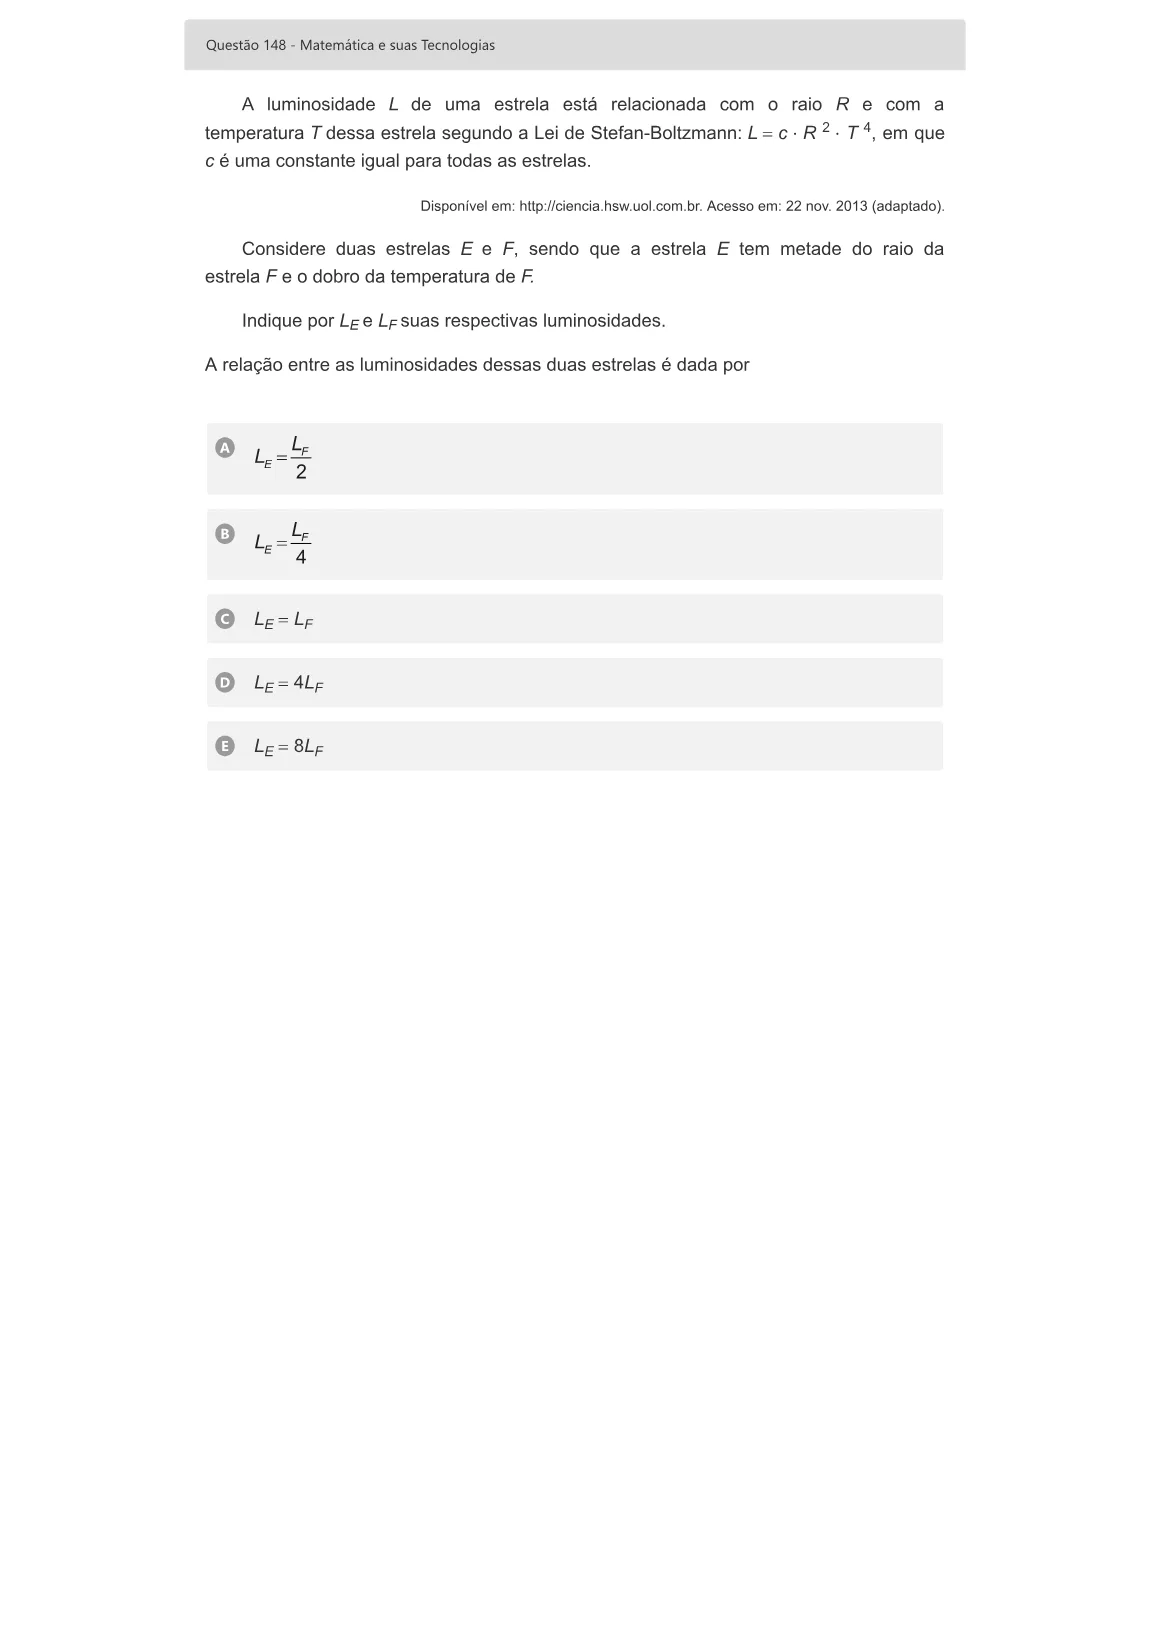 Questão 148 - Matemática e suas Tecnologias
A luminosidade L de uma estrela está relacionada com o raio R e com a
temperatura T dessa estrela segundo a Lei de Stefan-Boltzmann: L = c · R ² · T ⁴, em que
c é uma constante igual para todas as estrelas.
Disponível em: http://ciencia.hsw.uol.com.br. Acesso em: 22 nov. 2013 (adaptado).
Considere duas estrelas E e F, sendo que a estrela E tem metade do raio da
estrela F e o dobro da temperatura de F.
Indique por L_E e L_F suas respectivas luminosidades.
A relação entre as luminosidades dessas duas estrelas é dada por
A L_E = L_F/2
B L_E = L_F/4
C L_E = L_F
D L_E = 4L_F
E L_E = 8L_F